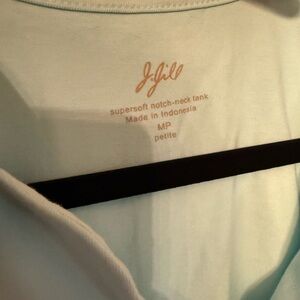 J.Jill
supersoft notch-neck tank
Made in Indonesia
MP
petite